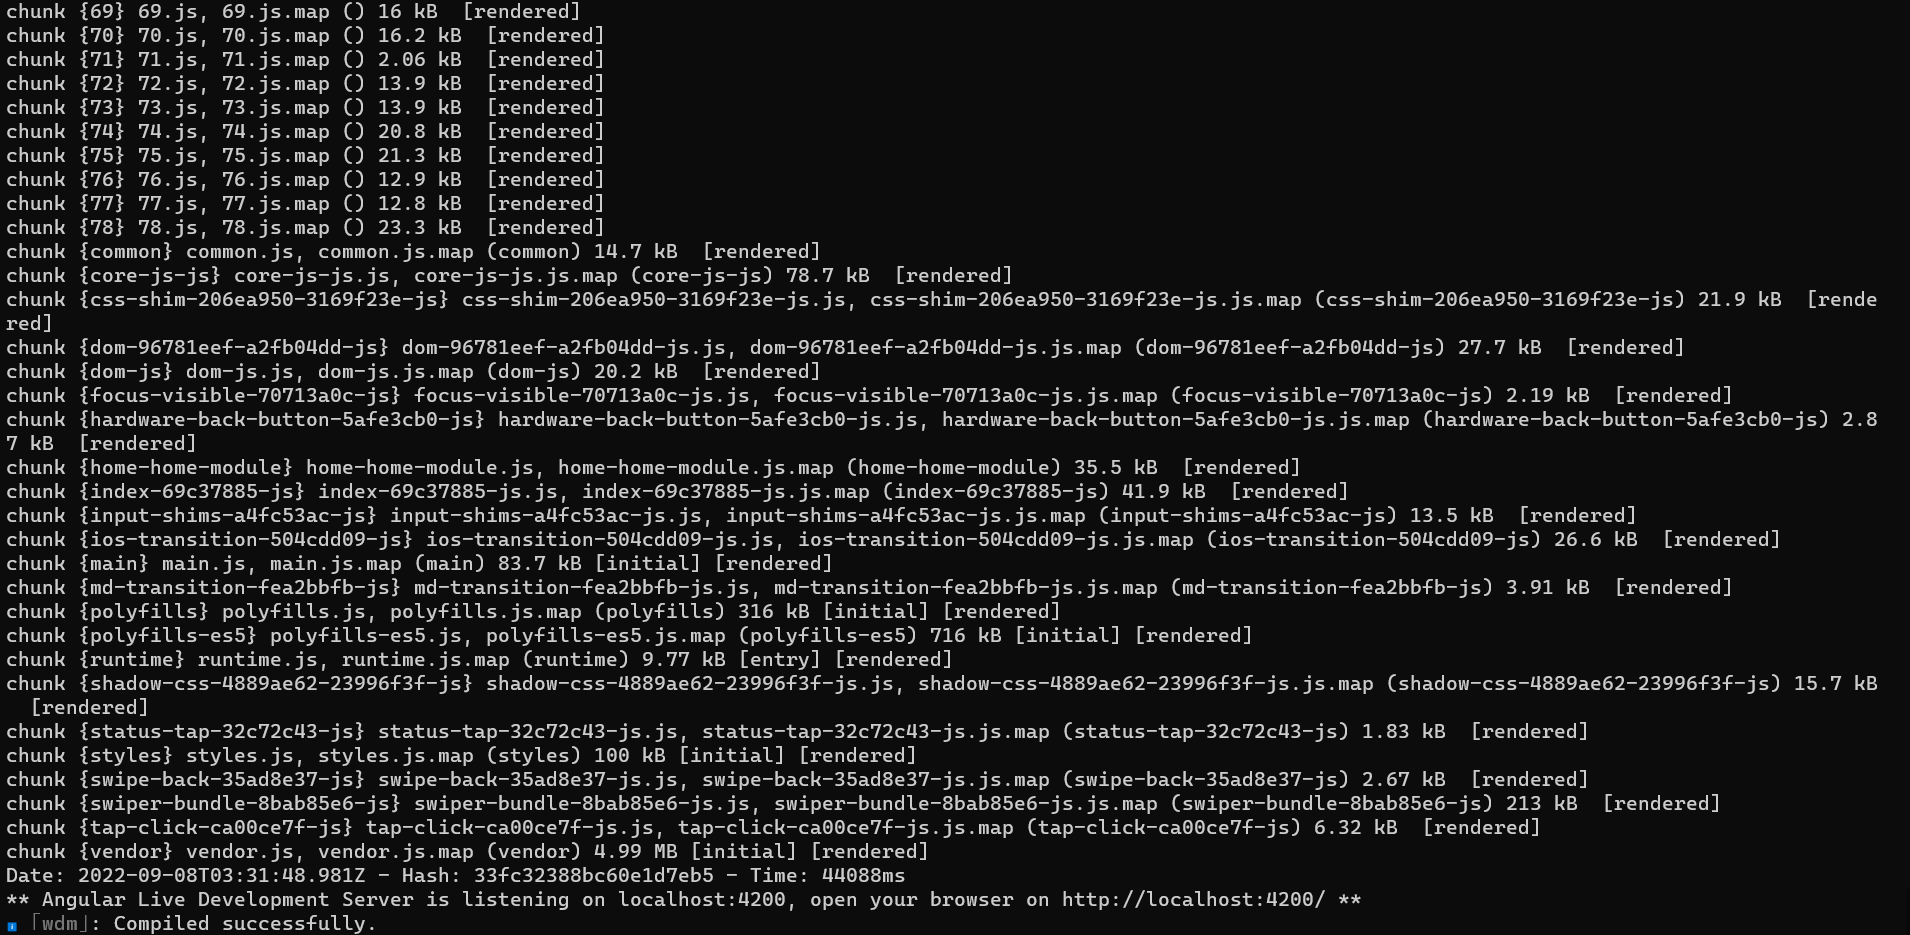 chunk {69} 69.js, 69.js.map () 16 kB  [rendered]
chunk {70} 70.js, 70.js.map () 16.2 kB  [rendered]
chunk {71} 71.js, 71.js.map () 2.06 kB  [rendered]
chunk {72} 72.js, 72.js.map () 13.9 kB  [rendered]
chunk {73} 73.js, 73.js.map () 13.9 kB  [rendered]
chunk {74} 74.js, 74.js.map () 20.8 kB  [rendered]
chunk {75} 75.js, 75.js.map () 21.3 kB  [rendered]
chunk {76} 76.js, 76.js.map () 12.9 kB  [rendered]
chunk {77} 77.js, 77.js.map () 12.8 kB  [rendered]
chunk {78} 78.js, 78.js.map () 23.3 kB  [rendered]
chunk {common} common.js, common.js.map (common) 14.7 kB  [rendered]
chunk {core-js-js} core-js-js.js, core-js-js.js.map (core-js-js) 78.7 kB  [rendered]
chunk {css-shim-206ea950-3169f23e-js} css-shim-206ea950-3169f23e-js.js, css-shim-206ea950-3169f23e-js.js.map (css-shim-206ea950-3169f23e-js) 21.9 kB  [rende
red]
chunk {dom-96781eef-a2fb04dd-js} dom-96781eef-a2fb04dd-js.js, dom-96781eef-a2fb04dd-js.js.map (dom-96781eef-a2fb04dd-js) 27.7 kB  [rendered]
chunk {dom-js} dom-js.js, dom-js.js.map (dom-js) 20.2 kB  [rendered]
chunk {focus-visible-70713a0c-js} focus-visible-70713a0c-js.js, focus-visible-70713a0c-js.js.map (focus-visible-70713a0c-js) 2.19 kB  [rendered]
chunk {hardware-back-button-5afe3cb0-js} hardware-back-button-5afe3cb0-js.js, hardware-back-button-5afe3cb0-js.js.map (hardware-back-button-5afe3cb0-js) 2.8
7 kB  [rendered]
chunk {home-home-module} home-home-module.js, home-home-module.js.map (home-home-module) 35.5 kB  [rendered]
chunk {index-69c37885-js} index-69c37885-js.js, index-69c37885-js.js.map (index-69c37885-js) 41.9 kB  [rendered]
chunk {input-shims-a4fc53ac-js} input-shims-a4fc53ac-js.js, input-shims-a4fc53ac-js.js.map (input-shims-a4fc53ac-js) 13.5 kB  [rendered]
chunk {ios-transition-504cdd09-js} ios-transition-504cdd09-js.js, ios-transition-504cdd09-js.js.map (ios-transition-504cdd09-js) 26.6 kB  [rendered]
chunk {main} main.js, main.js.map (main) 83.7 kB [initial] [rendered]
chunk {md-transition-fea2bbfb-js} md-transition-fea2bbfb-js.js, md-transition-fea2bbfb-js.js.map (md-transition-fea2bbfb-js) 3.91 kB  [rendered]
chunk {polyfills} polyfills.js, polyfills.js.map (polyfills) 316 kB [initial] [rendered]
chunk {polyfills-es5} polyfills-es5.js, polyfills-es5.js.map (polyfills-es5) 716 kB [initial] [rendered]
chunk {runtime} runtime.js, runtime.js.map (runtime) 9.77 kB [entry] [rendered]
chunk {shadow-css-4889ae62-23996f3f-js} shadow-css-4889ae62-23996f3f-js.js, shadow-css-4889ae62-23996f3f-js.js.map (shadow-css-4889ae62-23996f3f-js) 15.7 kB
  [rendered]
chunk {status-tap-32c72c43-js} status-tap-32c72c43-js.js, status-tap-32c72c43-js.js.map (status-tap-32c72c43-js) 1.83 kB  [rendered]
chunk {styles} styles.js, styles.js.map (styles) 100 kB [initial] [rendered]
chunk {swipe-back-35ad8e37-js} swipe-back-35ad8e37-js.js, swipe-back-35ad8e37-js.js.map (swipe-back-35ad8e37-js) 2.67 kB  [rendered]
chunk {swiper-bundle-8bab85e6-js} swiper-bundle-8bab85e6-js.js, swiper-bundle-8bab85e6-js.js.map (swiper-bundle-8bab85e6-js) 213 kB  [rendered]
chunk {tap-click-ca00ce7f-js} tap-click-ca00ce7f-js.js, tap-click-ca00ce7f-js.js.map (tap-click-ca00ce7f-js) 6.32 kB  [rendered]
chunk {vendor} vendor.js, vendor.js.map (vendor) 4.99 MB [initial] [rendered]
Date: 2022-09-08T03:31:48.981Z - Hash: 33fc32388bc60e1d7eb5 - Time: 44088ms
** Angular Live Development Server is listening on localhost:4200, open your browser on http://localhost:4200/ **
ℹ ｢wdm｣: Compiled successfully.